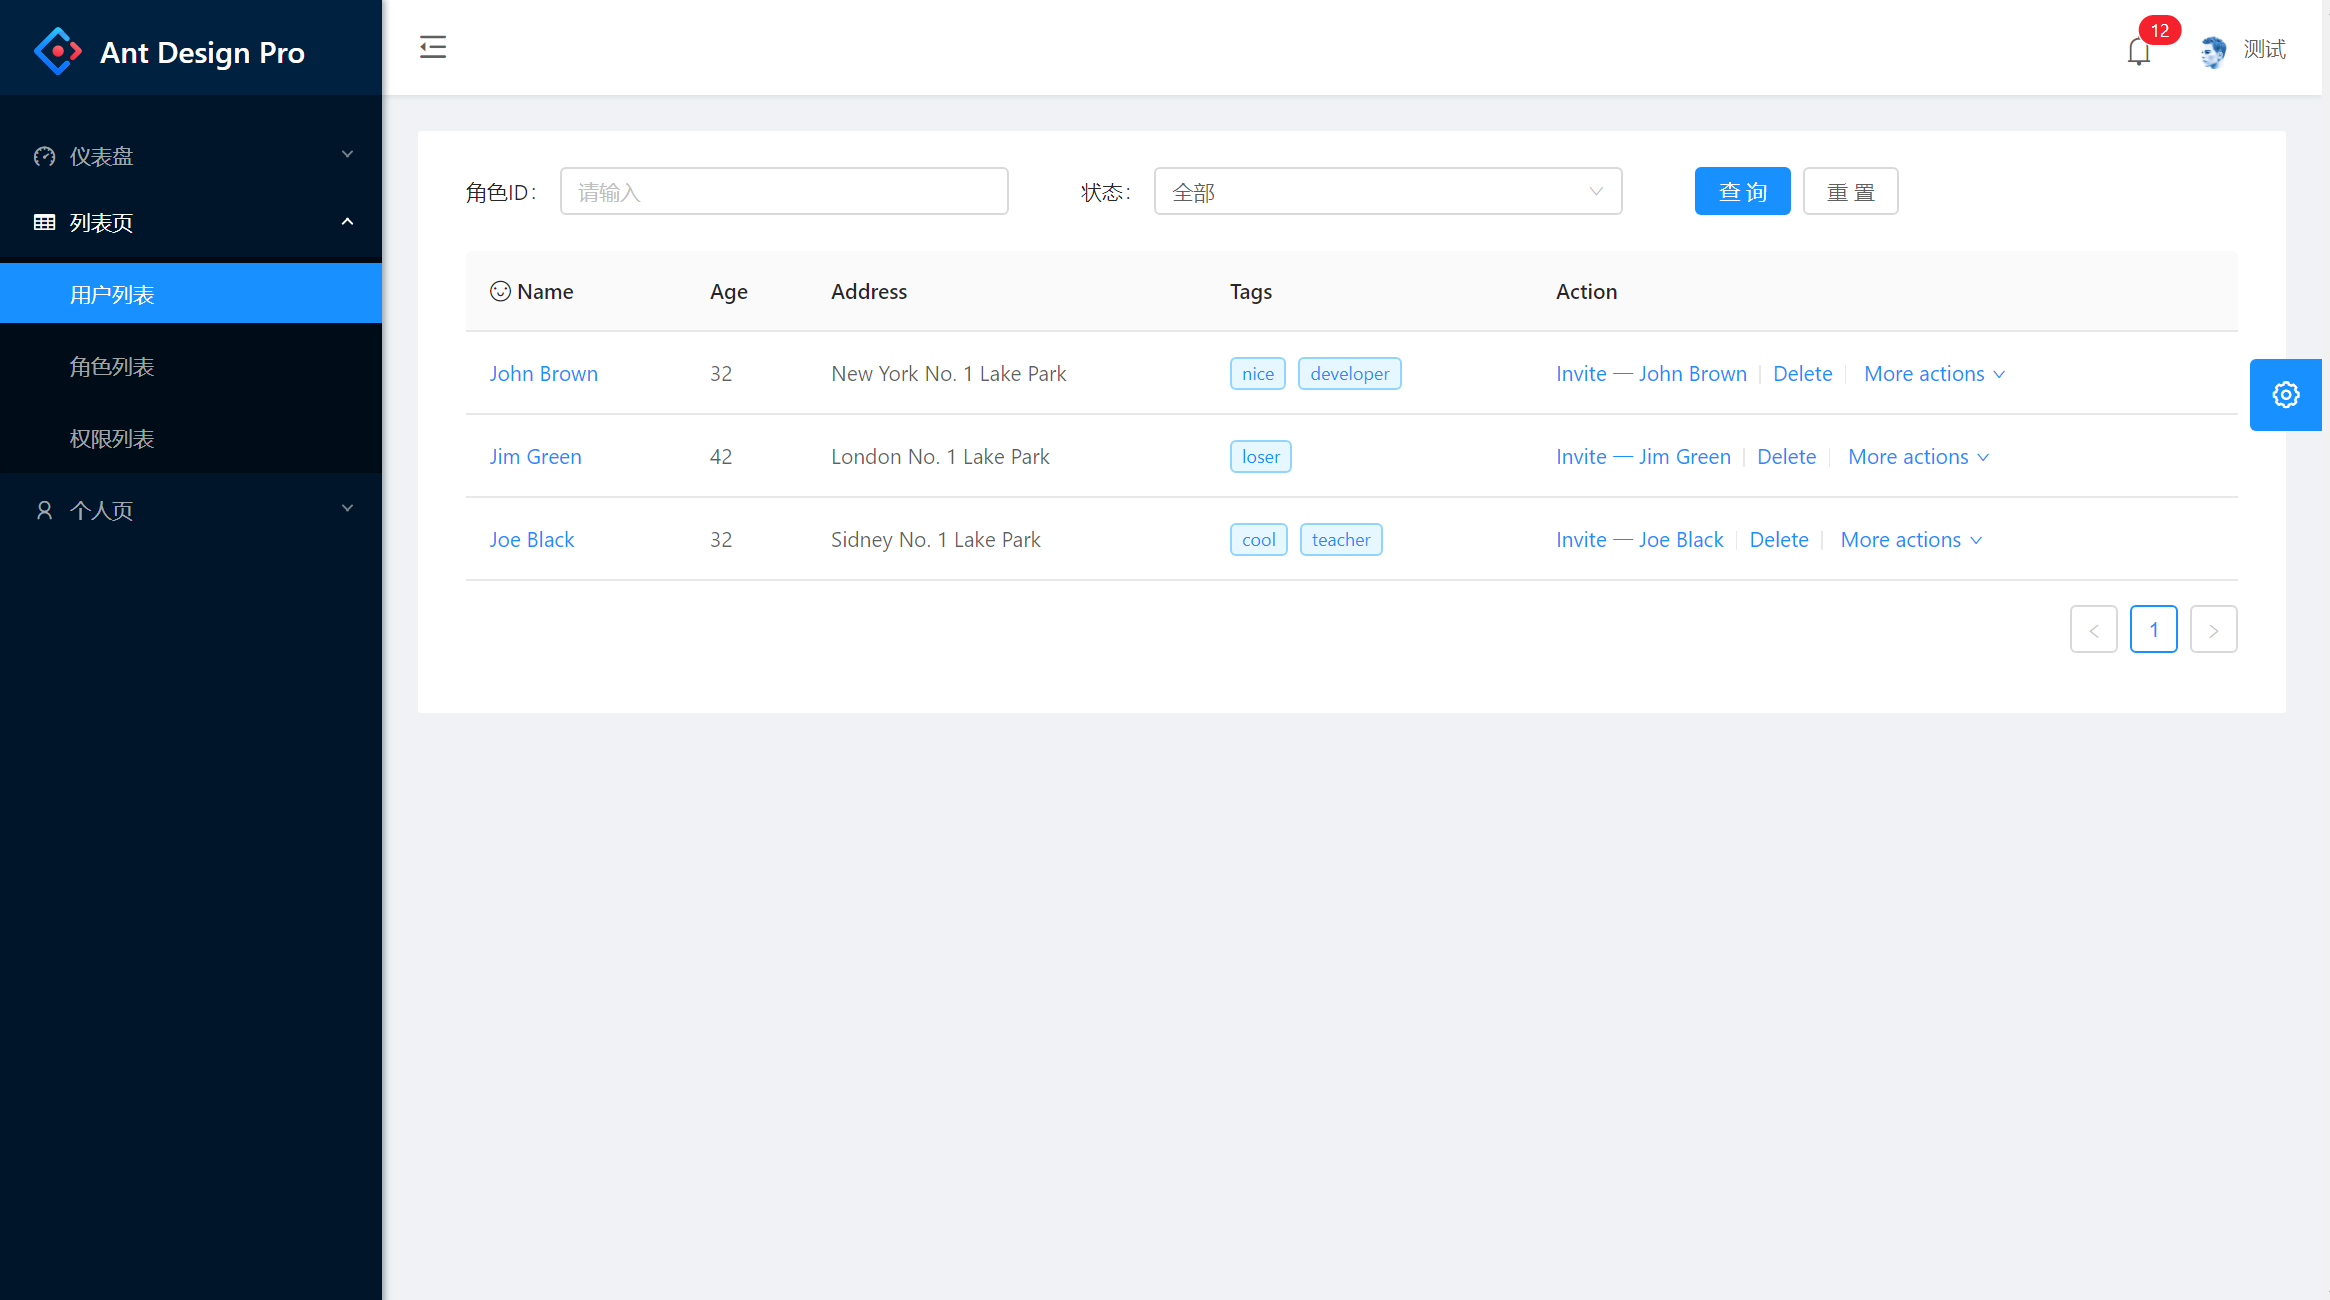 Ant Design Pro
12
测试
仪表盘
列表页
用户列表
角色列表
权限列表
个人页
角色ID： 请输入 状态： 全部 查 询 重 置
Name Age Address Tags Action
John Brown 32 New York No. 1 Lake Park nice developer Invite — John Brown Delete More actions
Jim Green 42 London No. 1 Lake Park loser Invite — Jim Green Delete More actions
Joe Black 32 Sidney No. 1 Lake Park cool teacher Invite — Joe Black Delete More actions
< 1 >